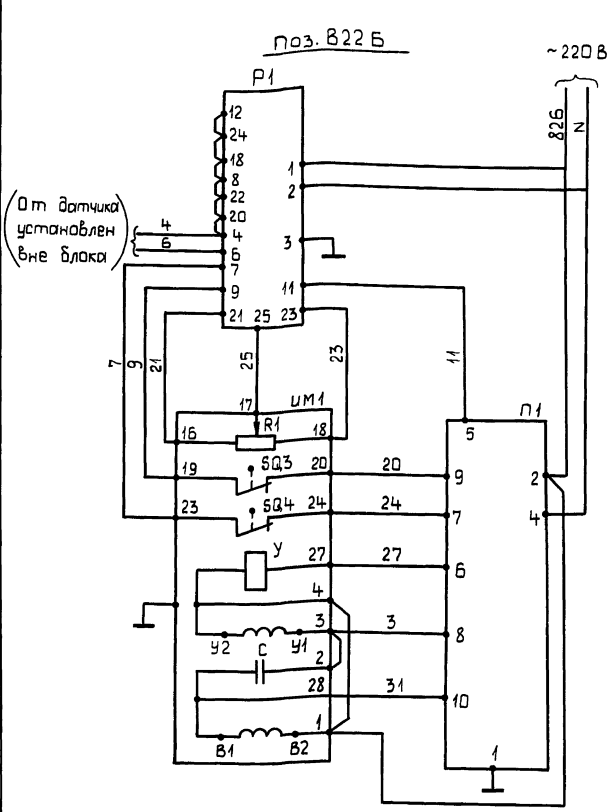 поз. В22Б
~220В
Р1
826
N
12
24
18
8
22
20
4
6
7
9
21
25
23
1
2
3
11
(От датчика
установлен
вне блока)
4
6
7
9
21
25
23
11
17
ИМ1
П1
16
R1
18
5
19
SQ3
20
20
9
2
23
SQ4
24
24
7
4
У
27
27
6
4
3
3
8
У2
У1
С
2
28
31
10
1
В1
В2
1